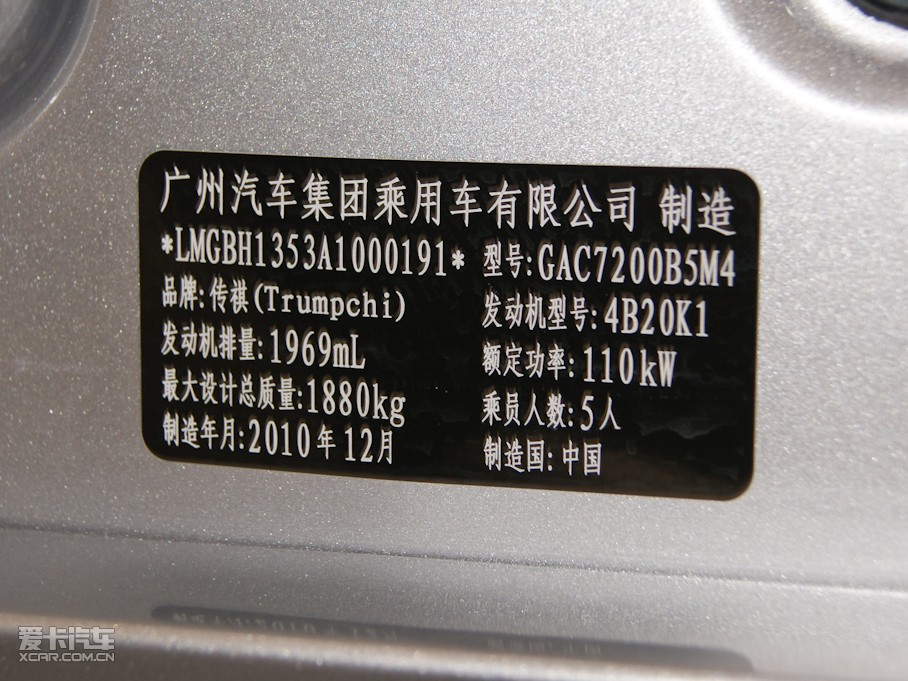 广州汽车集团乘用车有限公司 制造
*LMGBH1353A1000191* 型号:GAC7200B5M4
品牌:传祺(Trumpchi) 发动机型号:4B20K1
发动机排量:1969mL 额定功率:110kW
最大设计总质量:1880kg 乘员人数:5人
制造年月:2010年12月 制造国:中国
爱卡汽车
XCAR.COM.CN